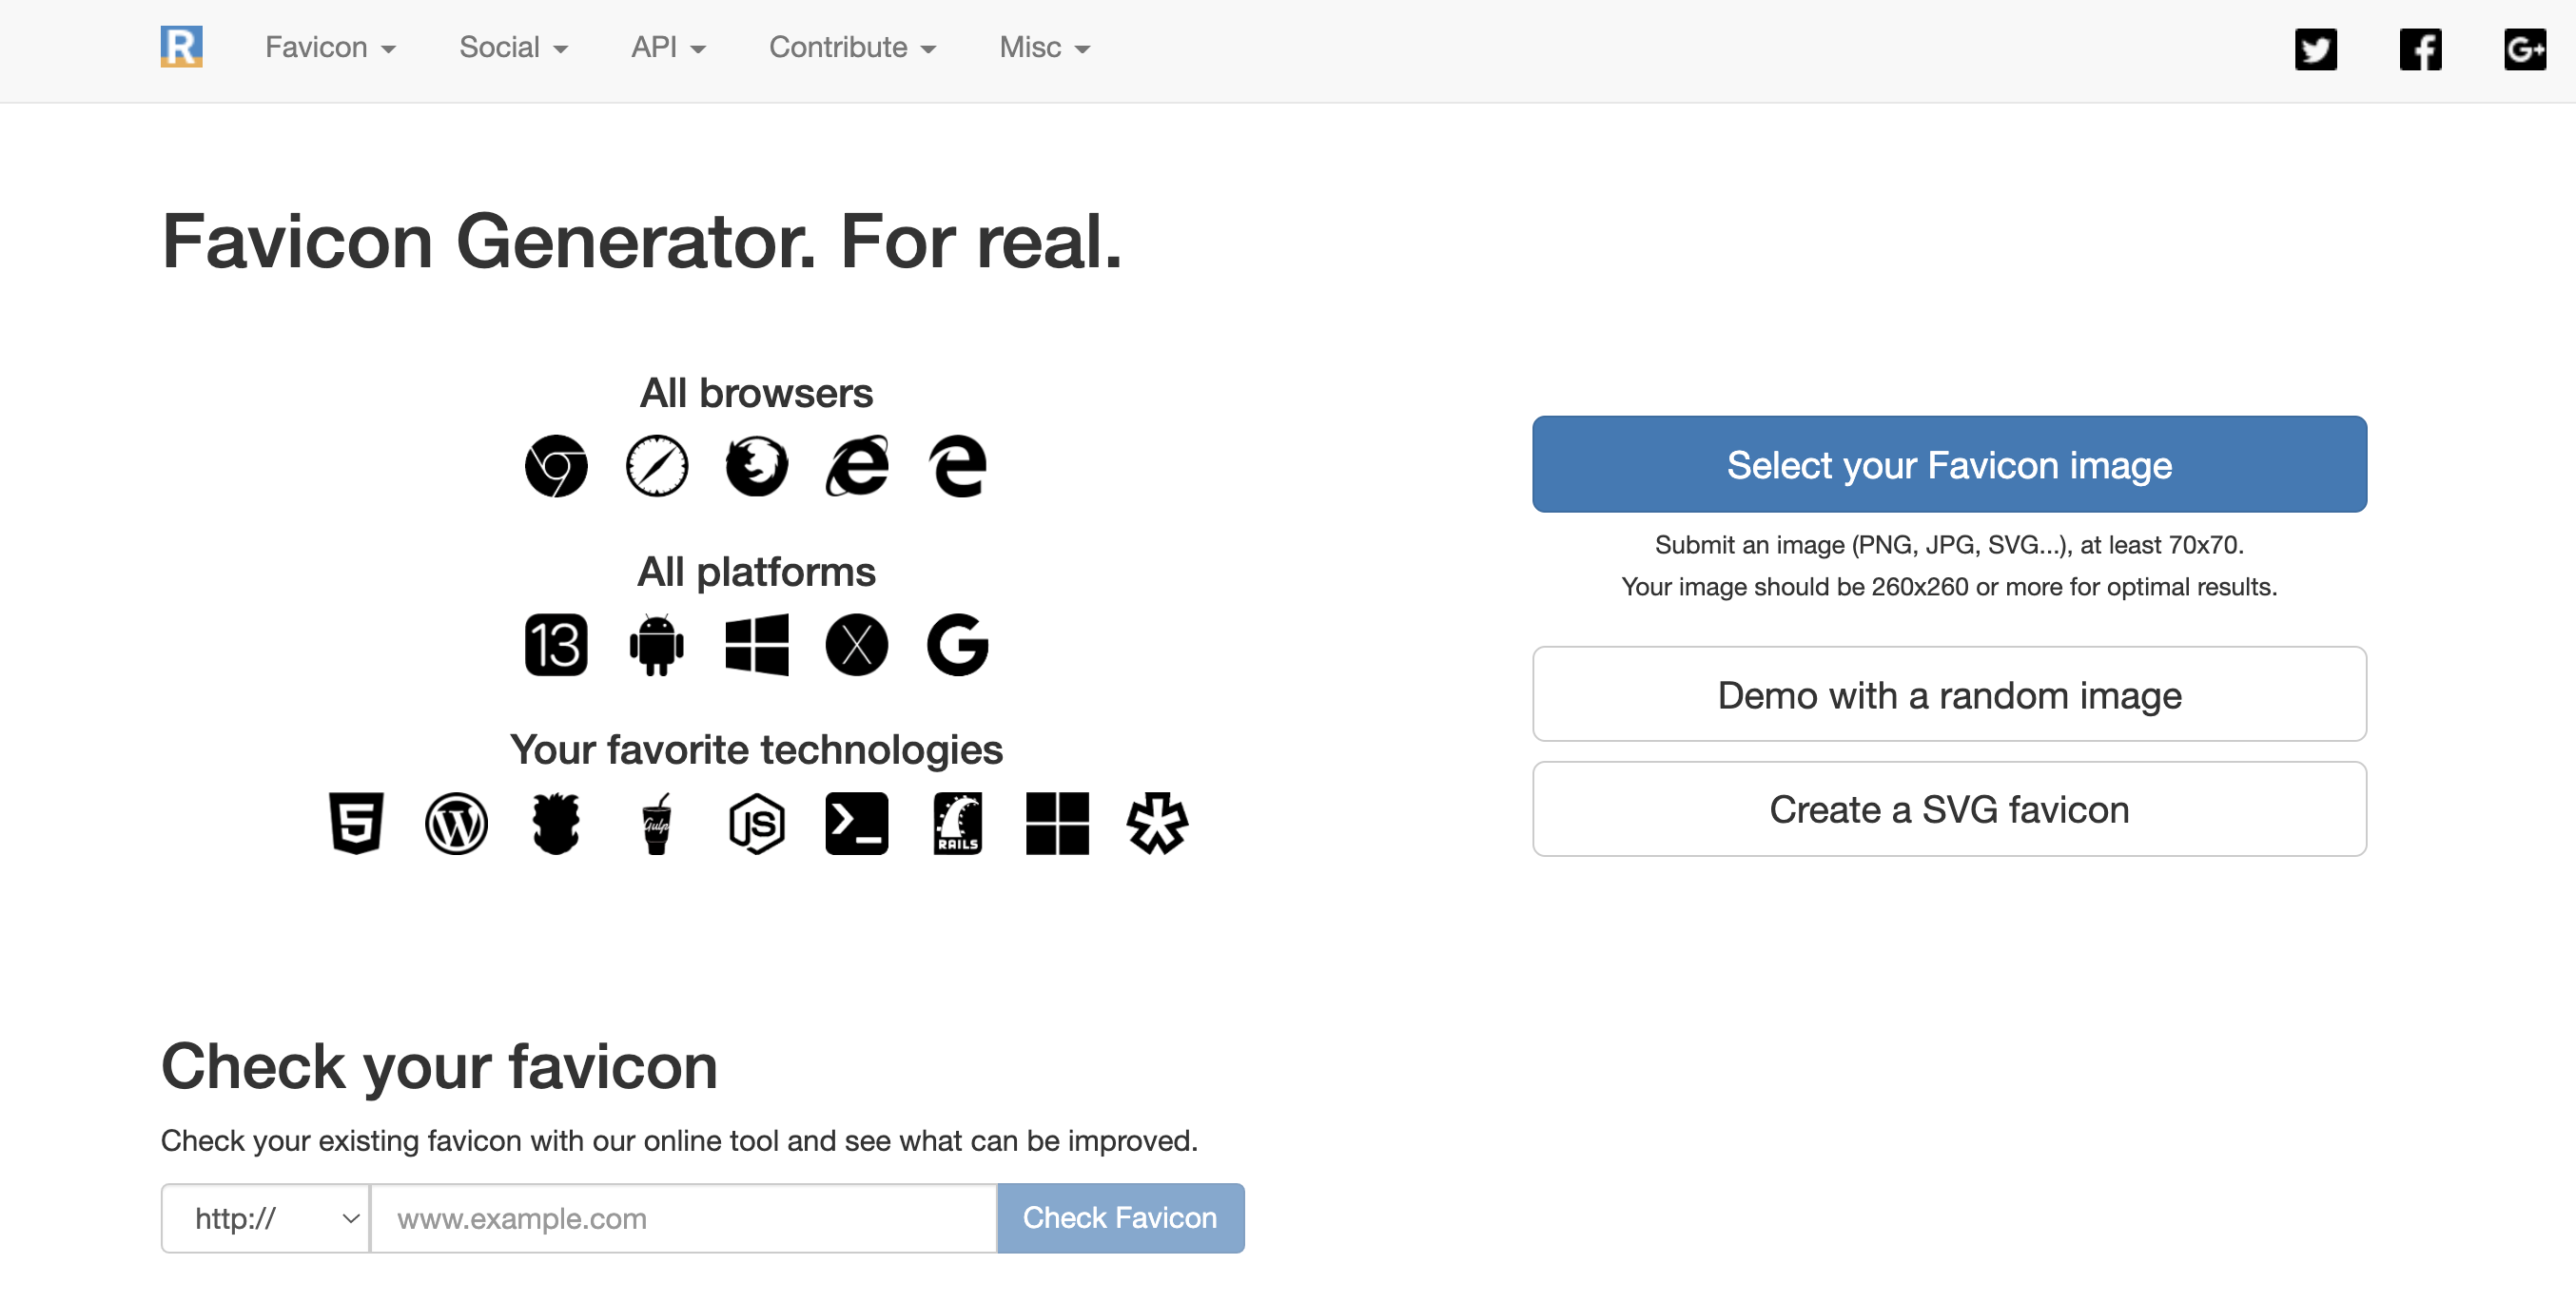 R
Favicon
Social
API
Contribute
Misc
G+
Favicon Generator. For real.
All browsers
All platforms
13
X
G
Your favorite technologies
5
W
Gulp
JS
RAILS
Select your Favicon image
Submit an image (PNG, JPG, SVG...), at least 70x70.
Your image should be 260x260 or more for optimal results.
Demo with a random image
Create a SVG favicon
Check your favicon
Check your existing favicon with our online tool and see what can be improved.
http://
www.example.com
Check Favicon